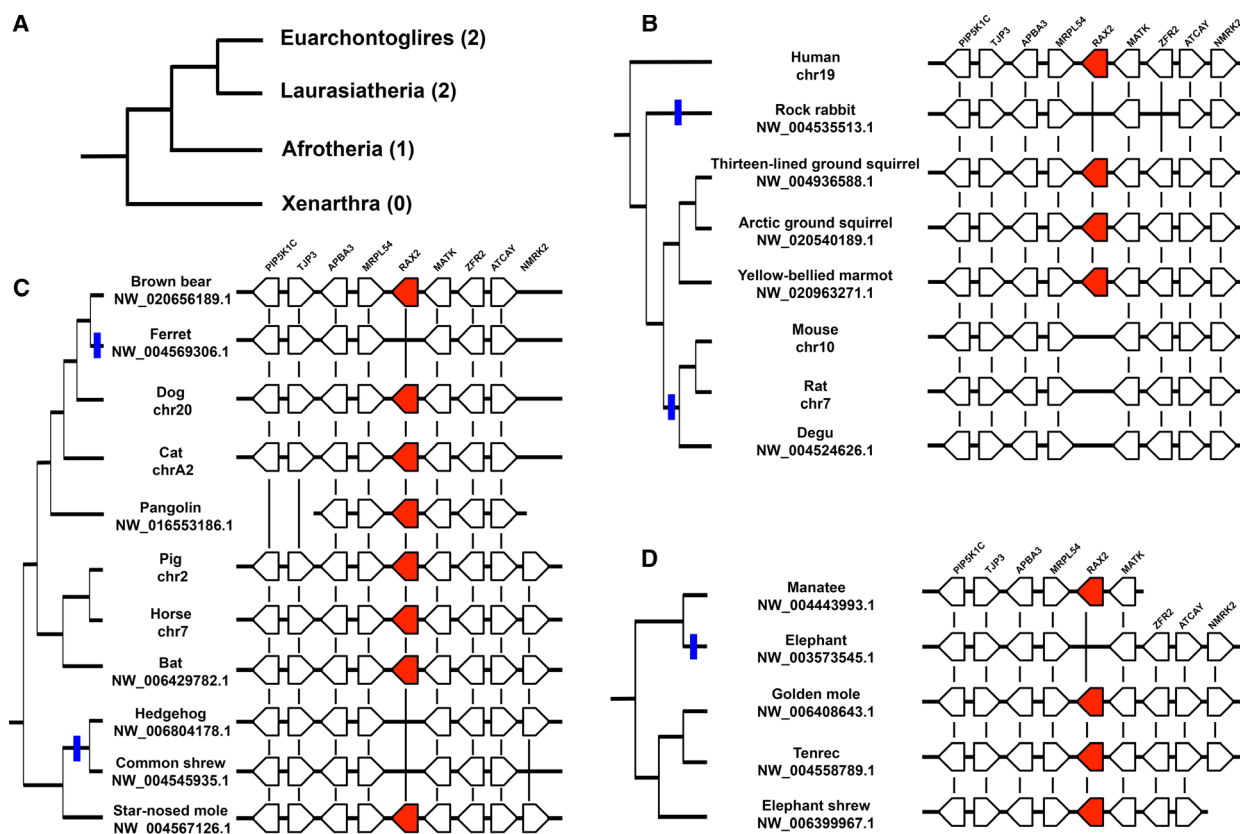 A
Euarchontoglires (2)
Laurasiatheria (2)
Afrotheria (1)
Xenarthra (0)
B
PIP5K1C
TJP3
APBA3
MRPL54
RAX2
MATK
ZFR2
ATCAY
NMRK2
Human
chr19
Rock rabbit
NW_004535513.1
Thirteen-lined ground squirrel
NW_004936588.1
Arctic ground squirrel
NW_020540189.1
Yellow-bellied marmot
NW_020963271.1
Mouse
chr10
Rat
chr7
Degu
NW_004524626.1
C
PIP5K1C
TJP3
APBA3
MRPL54
RAX2
MATK
ZFR2
ATCAY
NMRK2
Brown bear
NW_020656189.1
Ferret
NW_004569306.1
Dog
chr20
Cat
chrA2
Pangolin
NW_016553186.1
Pig
chr2
Horse
chr7
Bat
NW_006429782.1
Hedgehog
NW_006804178.1
Common shrew
NW_004545935.1
Star-nosed mole
NW_004567126.1
D
PIP5K1C
TJP3
APBA3
MRPL54
RAX2
MATK
ZFR2
ATCAY
NMRK2
Manatee
NW_004443993.1
Elephant
NW_003573545.1
Golden mole
NW_006408643.1
Tenrec
NW_004558789.1
Elephant shrew
NW_006399967.1